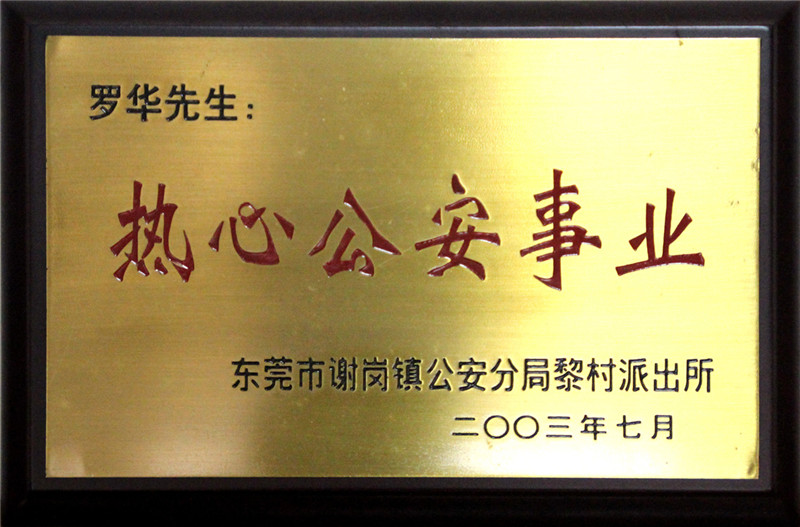 罗华先生：
执心公安事业
东莞市谢岗镇公安分局黎村派出所
二〇〇三年七月